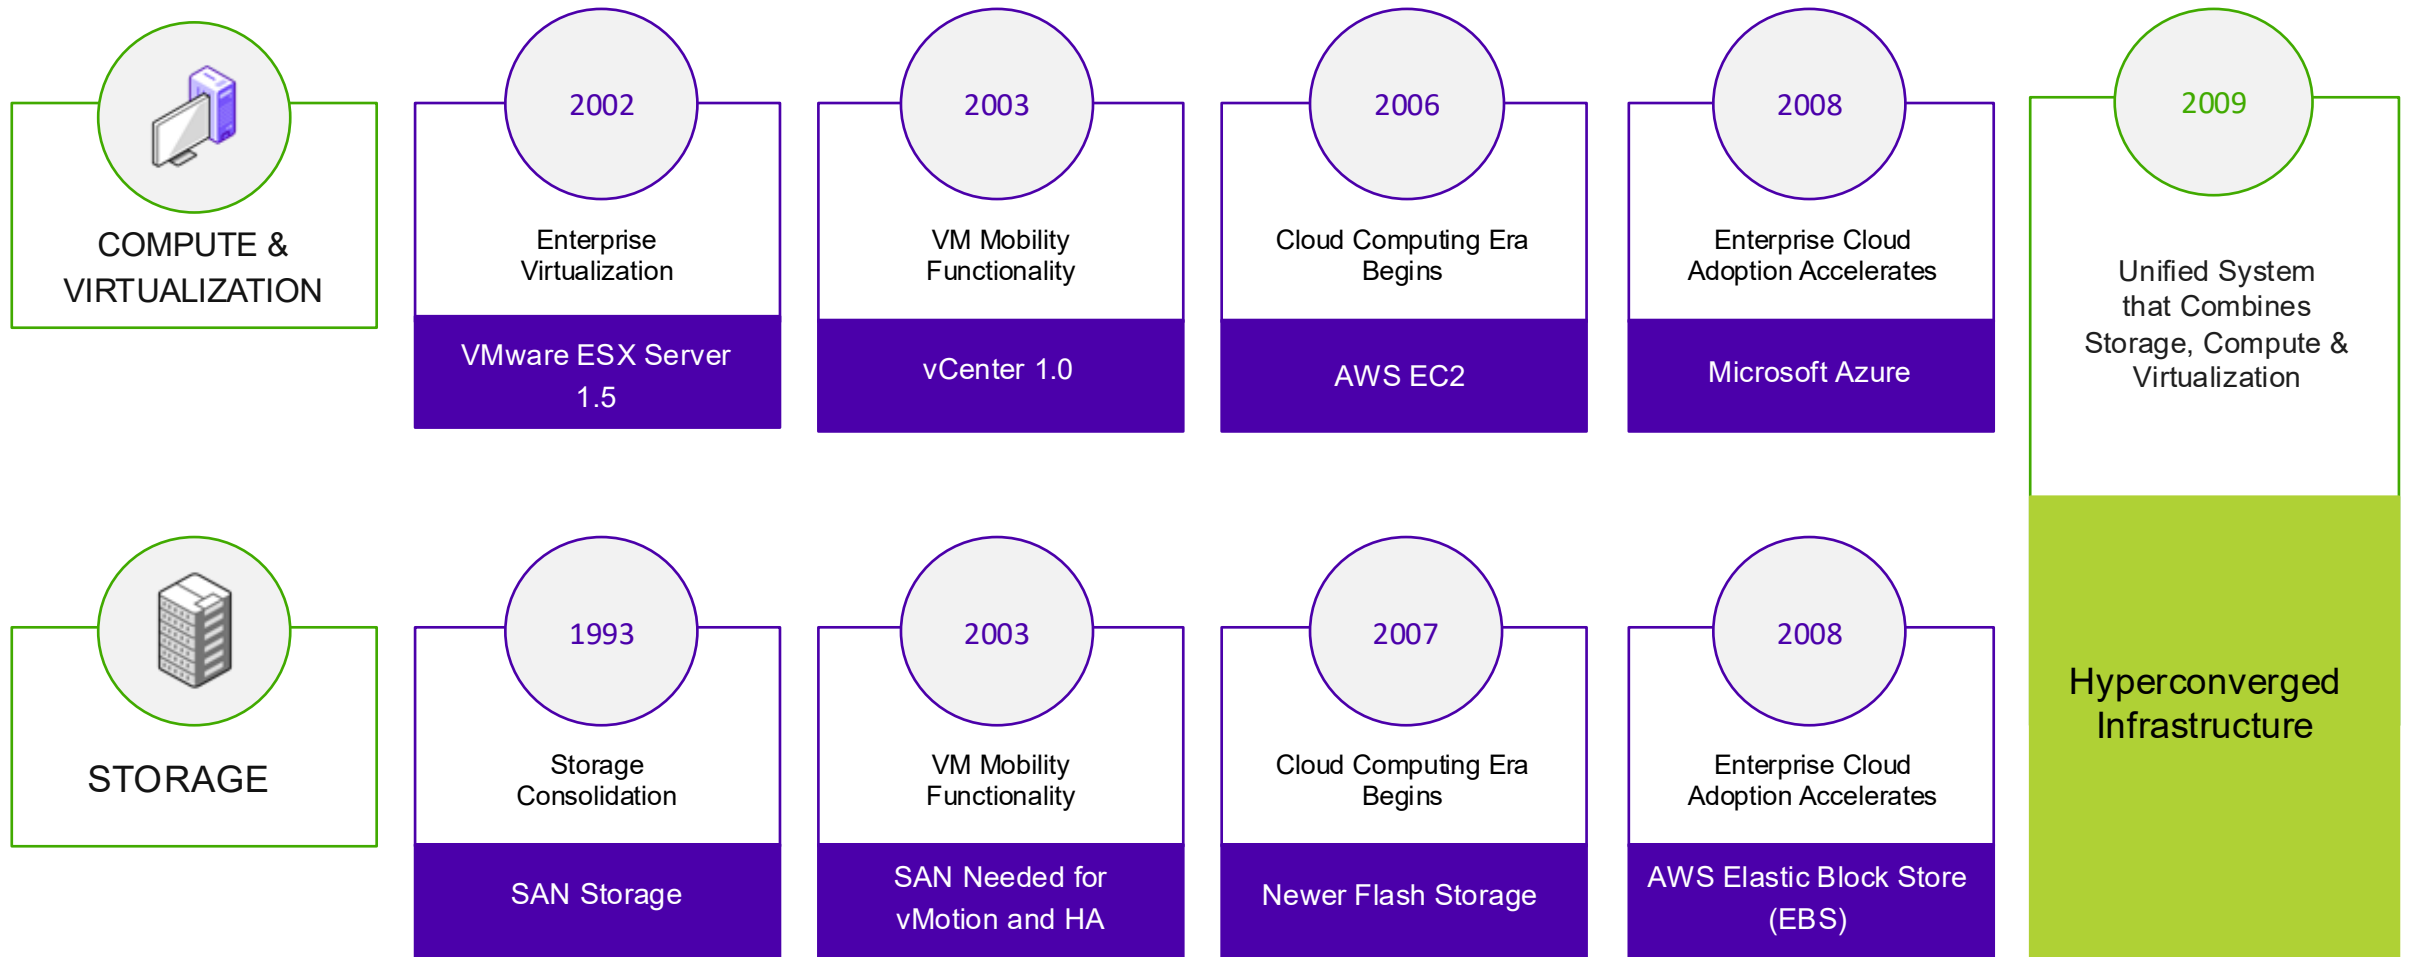 COMPUTE &
VIRTUALIZATION
2002
Enterprise
Virtualization
VMware ESX Server
1.5
2003
VM Mobility
Functionality
vCenter 1.0
2006
Cloud Computing Era
Begins
AWS EC2
2008
Enterprise Cloud
Adoption Accelerates
Microsoft Azure
2009
Unified System
that Combines
Storage, Compute &
Virtualization
Hyperconverged
Infrastructure
STORAGE
1993
Storage
Consolidation
SAN Storage
2003
VM Mobility
Functionality
SAN Needed for
vMotion and HA
2007
Cloud Computing Era
Begins
Newer Flash Storage
2008
Enterprise Cloud
Adoption Accelerates
AWS Elastic Block Store
(EBS)